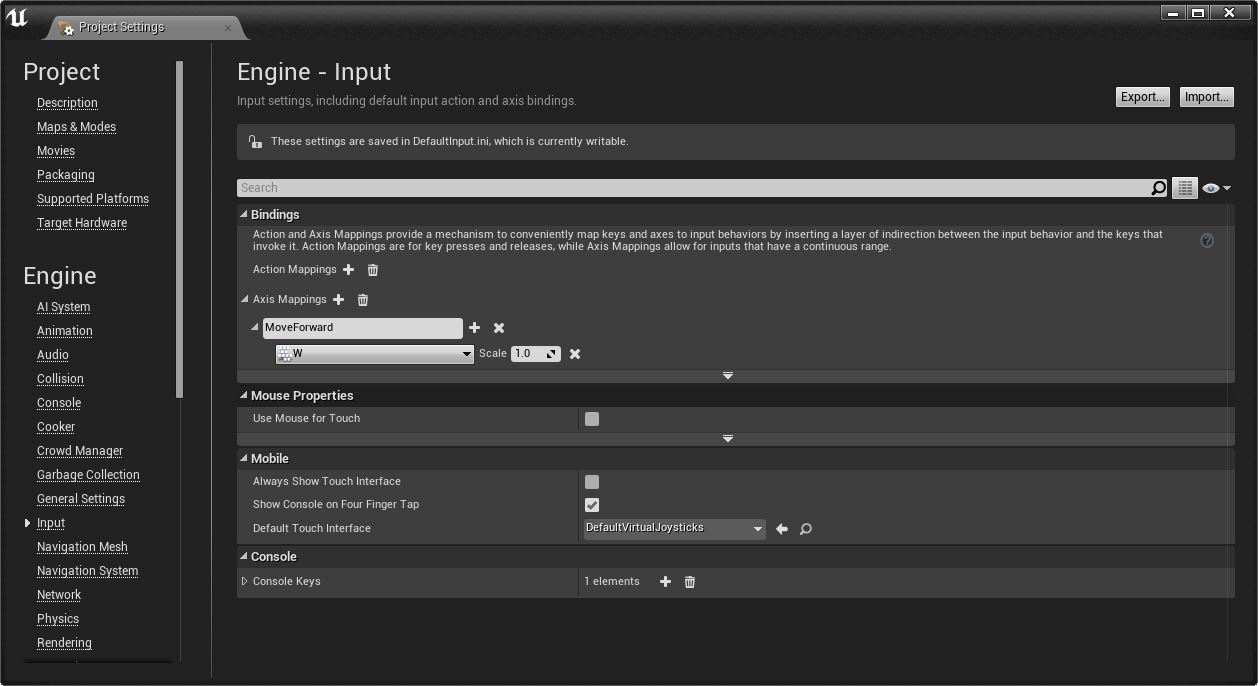 Project Settings
Project
Description
Maps & Modes
Movies
Packaging
Supported Platforms
Target Hardware
Engine
AI System
Animation
Audio
Collision
Console
Cooker
Crowd Manager
Garbage Collection
General Settings
Input
Navigation Mesh
Navigation System
Network
Physics
Rendering
Engine - Input
Input settings, including default input action and axis bindings.
Export...
Import...
These settings are saved in DefaultInput.ini, which is currently writable.
Search
Bindings
Action and Axis Mappings provide a mechanism to conveniently map keys and axes to input behaviors by inserting a layer of indirection between the input behavior and the keys that
invoke it. Action Mappings are for key presses and releases, while Axis Mappings allow for inputs that have a continuous range.
Action Mappings
Axis Mappings
MoveForward
W Scale 1.0
Mouse Properties
Use Mouse for Touch
Mobile
Always Show Touch Interface
Show Console on Four Finger Tap
Default Touch Interface DefaultVirtualJoysticks
Console
Console Keys 1 elements